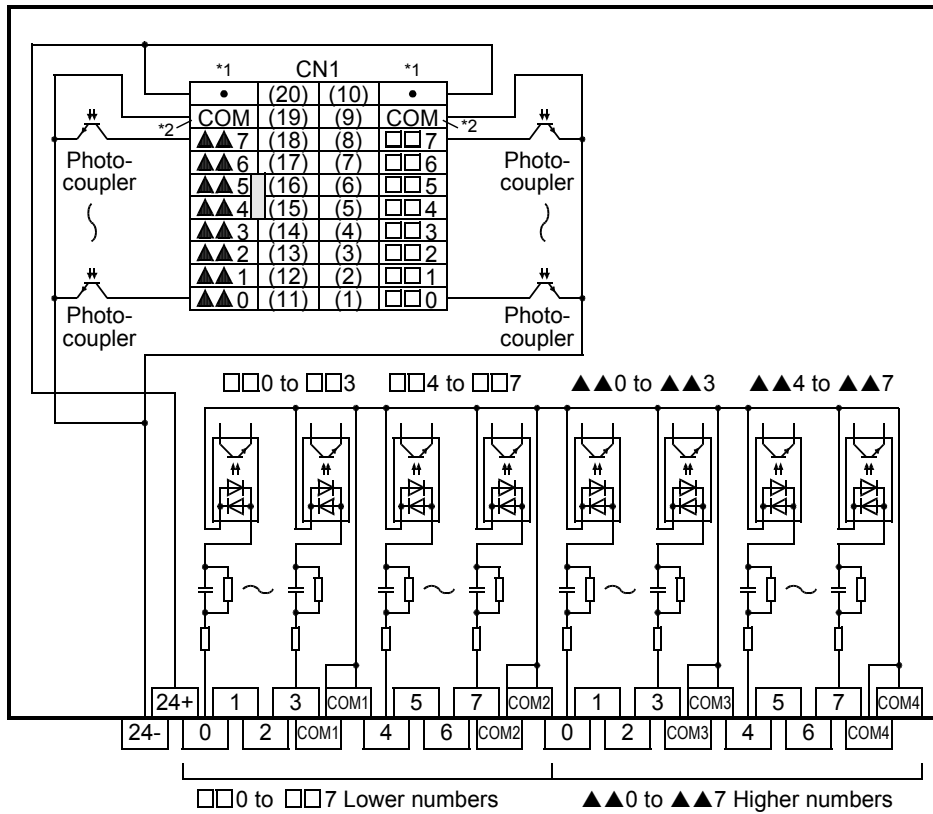 *1 CN1 *1
• (20) (10) •
*2 COM (19) (9) COM *2
▲▲7 (18) (8) □□7
▲▲6 (17) (7) □□6
▲▲5 (16) (6) □□5
▲▲4 (15) (5) □□4
▲▲3 (14) (4) □□3
▲▲2 (13) (3) □□2
▲▲1 (12) (2) □□1
▲▲0 (11) (1) □□0
Photo-
coupler
Photo-
coupler
Photo-
coupler
Photo-
coupler
□□0 to □□3 □□4 to □□7 ▲▲0 to ▲▲3 ▲▲4 to ▲▲7
24+ 1 3 COM1 5 7 COM2 1 3 COM3 5 7 COM4
24- 0 2 COM1 4 6 COM2 0 2 COM3 4 6 COM4
□□0 to □□7 Lower numbers ▲▲0 to ▲▲7 Higher numbers